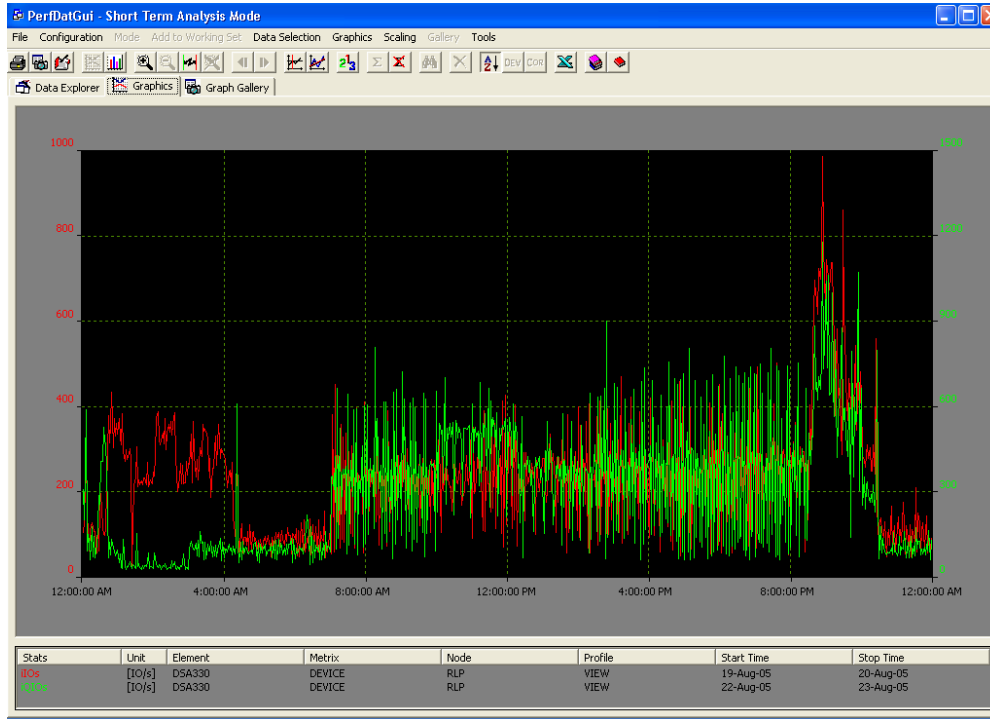 PerfDatGui - Short Term Analysis Mode
File Configuration Mode Add to Working Set Data Selection Graphics Scaling Gallery Tools
DEV COR
Data Explorer Graphics Graph Gallery
1000 1500
800 1200
600 900
400 600
200 300
0 0
12:00:00 AM 4:00:00 AM 8:00:00 AM 12:00:00 PM 4:00:00 PM 8:00:00 PM 12:00:00 AM
Stats Unit Element Metrix Node Profile Start Time Stop Time
[IO/s] DSA330 DEVICE RLP VIEW 19-Aug-05 20-Aug-05
[IO/s] DSA330 DEVICE RLP VIEW 22-Aug-05 23-Aug-05